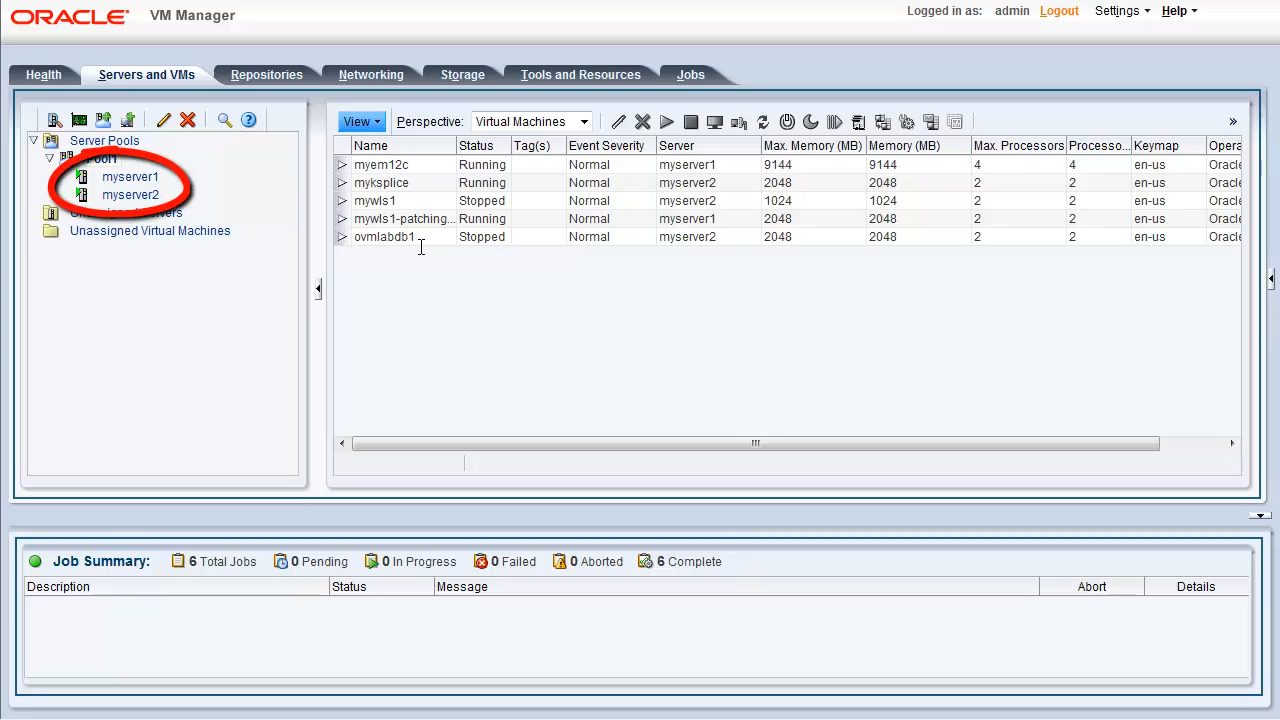 ORACLE® VM Manager Logged in as: admin Logout Settings Help
Health Servers and VMs Repositories Networking Storage Tools and Resources Jobs
View Perspective: Virtual Machines »
Server Pools
Pool1
myserver1
myserver2
Unassigned Servers
Unassigned Virtual Machines
Name Status Tag(s) Event Severity Server Max. Memory (MB) Memory (MB) Max. Processors Processo... Keymap Opera
myem12c Running Normal myserver1 9144 9144 4 4 en-us Oracle
myksplice Running Normal myserver2 2048 2048 2 2 en-us Oracle
mywls1 Stopped Normal myserver2 1024 1024 2 2 en-us Oracle
mywls1-patching... Running Normal myserver1 2048 2048 2 2 en-us Oracle
ovmlabdb1 Stopped Normal myserver2 2048 2048 2 2 en-us Oracle
Job Summary: 6 Total Jobs 0 Pending 0 In Progress 0 Failed 0 Aborted 6 Complete
Description Status Message Abort Details